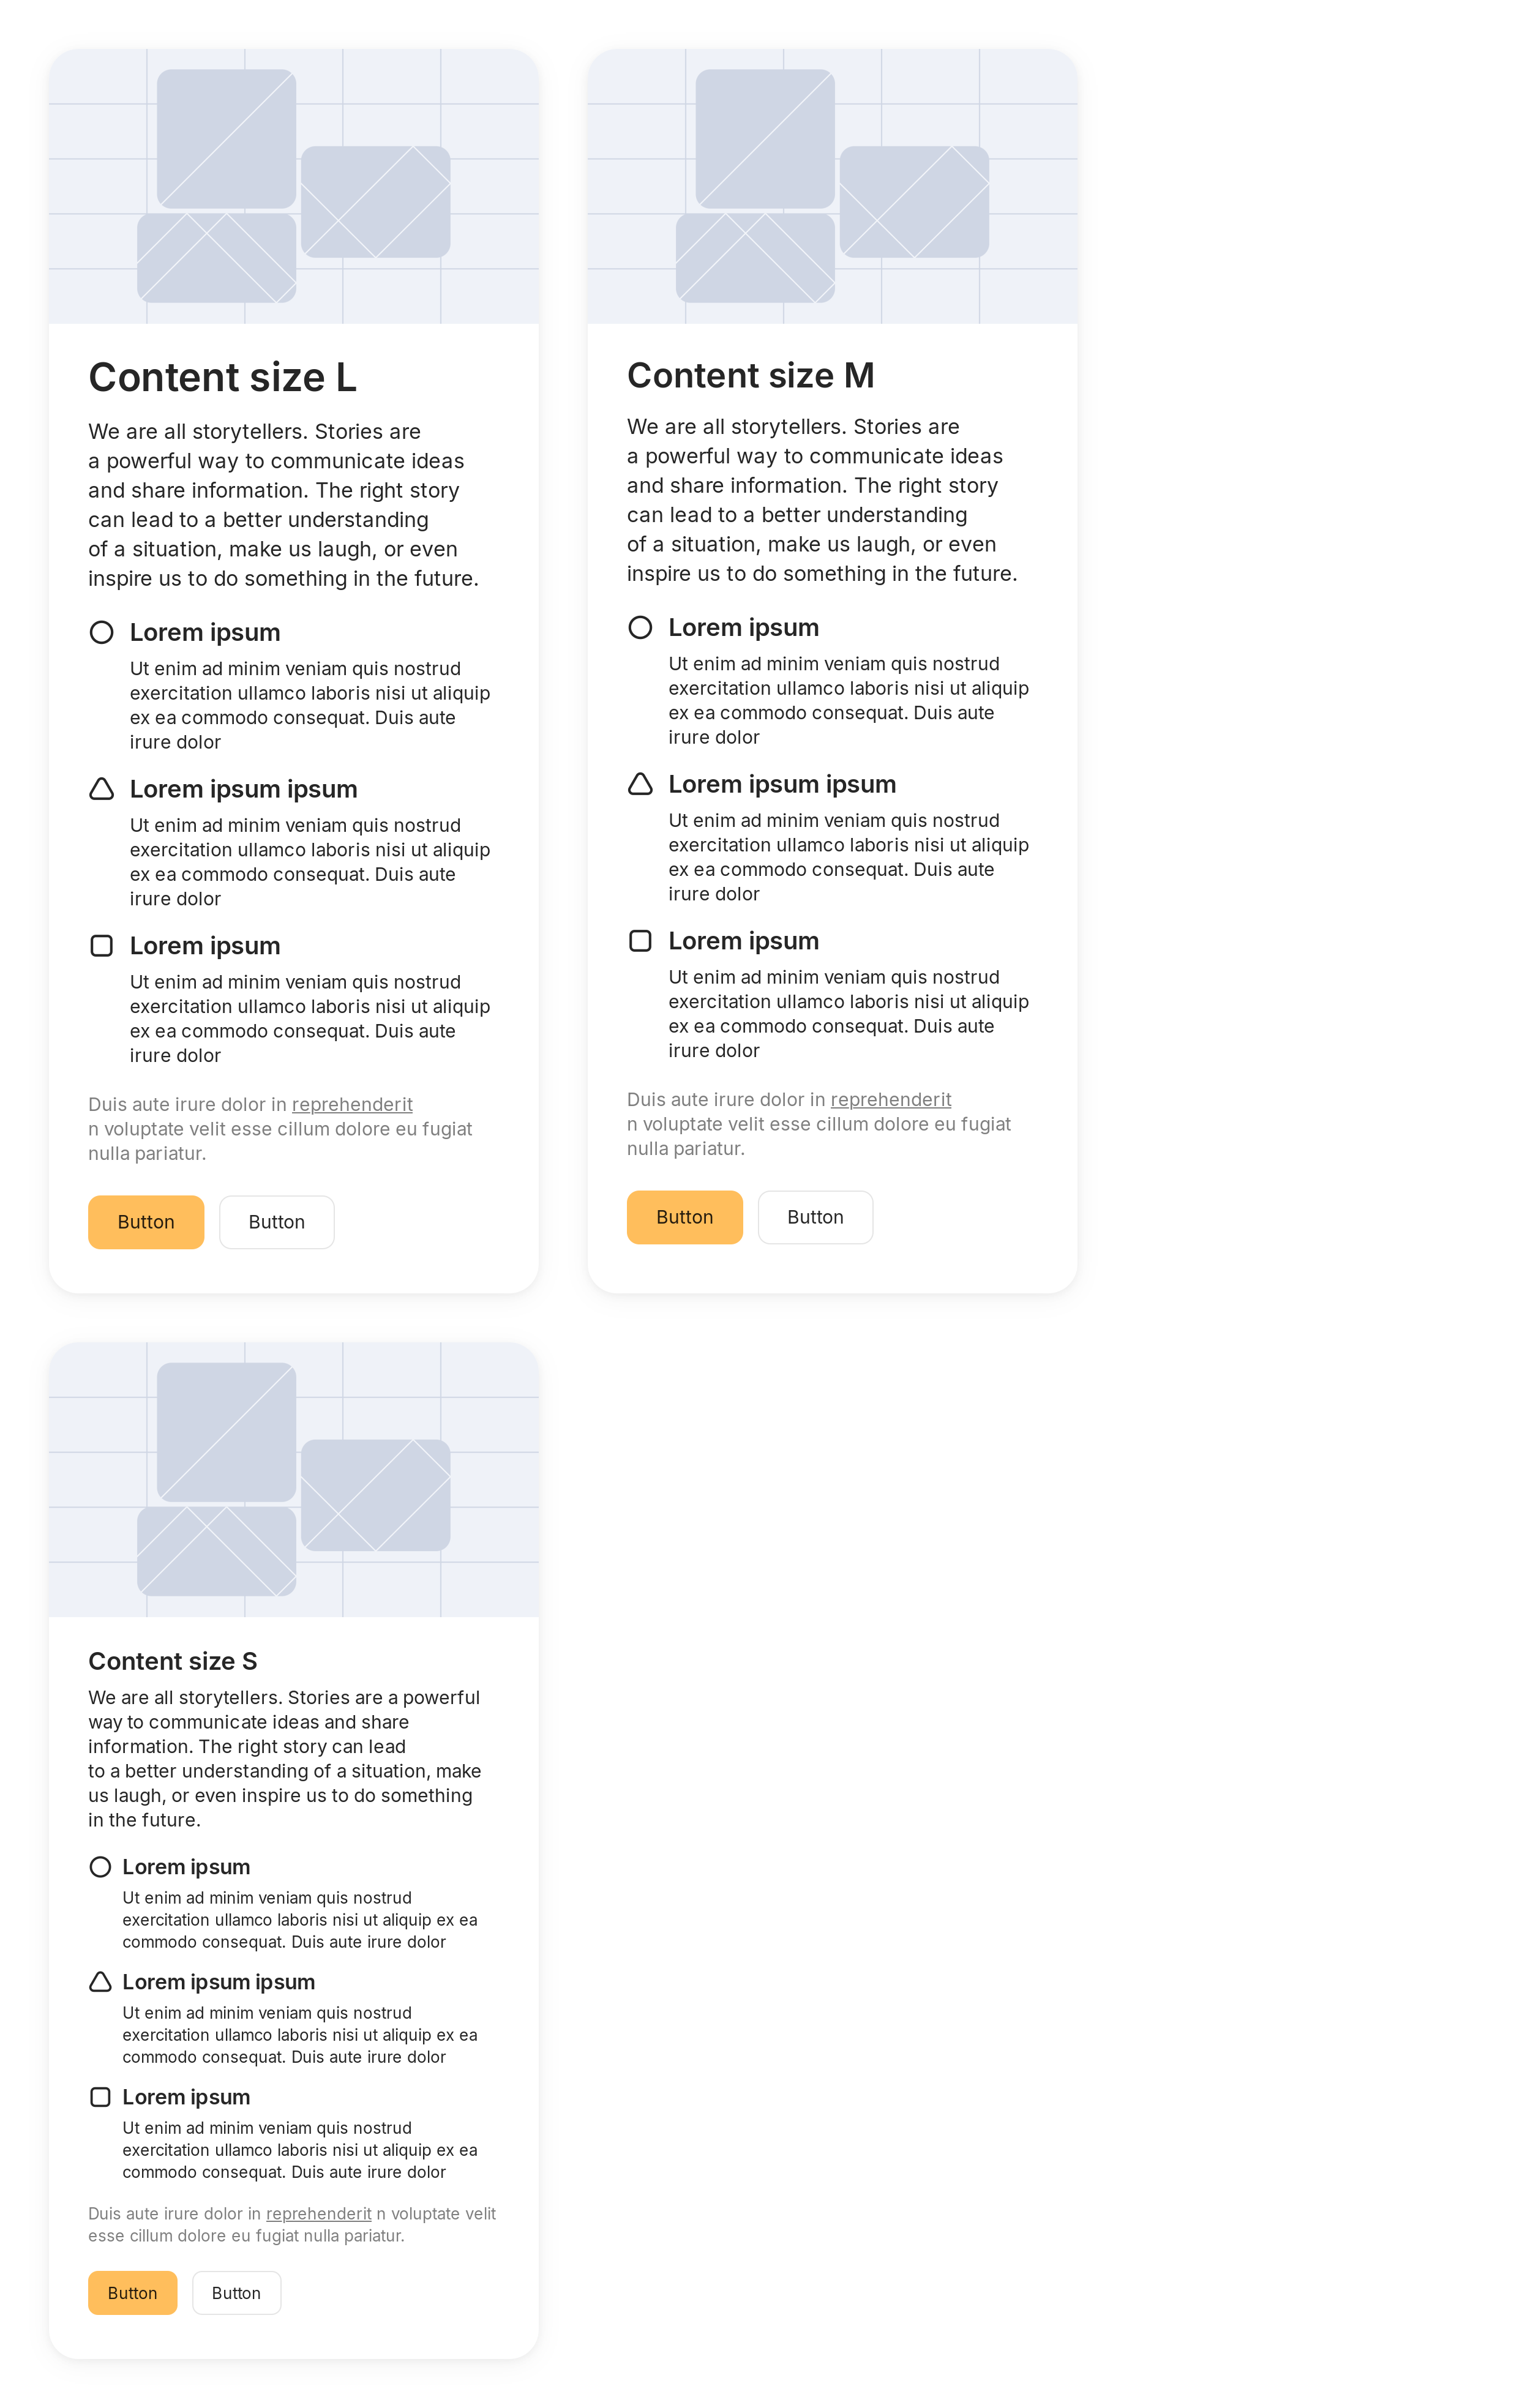 Content size L
We are all storytellers. Stories are
a powerful way to communicate ideas
and share information. The right story
can lead to a better understanding
of a situation, make us laugh, or even
inspire us to do something in the future.
Lorem ipsum
Ut enim ad minim veniam quis nostrud
exercitation ullamco laboris nisi ut aliquip
ex ea commodo consequat. Duis aute
irure dolor
Lorem ipsum ipsum
Ut enim ad minim veniam quis nostrud
exercitation ullamco laboris nisi ut aliquip
ex ea commodo consequat. Duis aute
irure dolor
Lorem ipsum
Ut enim ad minim veniam quis nostrud
exercitation ullamco laboris nisi ut aliquip
ex ea commodo consequat. Duis aute
irure dolor
Duis aute irure dolor in reprehenderit
n voluptate velit esse cillum dolore eu fugiat
nulla pariatur.
Button Button
Content size M
We are all storytellers. Stories are
a powerful way to communicate ideas
and share information. The right story
can lead to a better understanding
of a situation, make us laugh, or even
inspire us to do something in the future.
Lorem ipsum
Ut enim ad minim veniam quis nostrud
exercitation ullamco laboris nisi ut aliquip
ex ea commodo consequat. Duis aute
irure dolor
Lorem ipsum ipsum
Ut enim ad minim veniam quis nostrud
exercitation ullamco laboris nisi ut aliquip
ex ea commodo consequat. Duis aute
irure dolor
Lorem ipsum
Ut enim ad minim veniam quis nostrud
exercitation ullamco laboris nisi ut aliquip
ex ea commodo consequat. Duis aute
irure dolor
Duis aute irure dolor in reprehenderit
n voluptate velit esse cillum dolore eu fugiat
nulla pariatur.
Button Button
Content size S
We are all storytellers. Stories are a powerful
way to communicate ideas and share
information. The right story can lead
to a better understanding of a situation, make
us laugh, or even inspire us to do something
in the future.
Lorem ipsum
Ut enim ad minim veniam quis nostrud
exercitation ullamco laboris nisi ut aliquip ex ea
commodo consequat. Duis aute irure dolor
Lorem ipsum ipsum
Ut enim ad minim veniam quis nostrud
exercitation ullamco laboris nisi ut aliquip ex ea
commodo consequat. Duis aute irure dolor
Lorem ipsum
Ut enim ad minim veniam quis nostrud
exercitation ullamco laboris nisi ut aliquip ex ea
commodo consequat. Duis aute irure dolor
Duis aute irure dolor in reprehenderit n voluptate velit
esse cillum dolore eu fugiat nulla pariatur.
Button Button